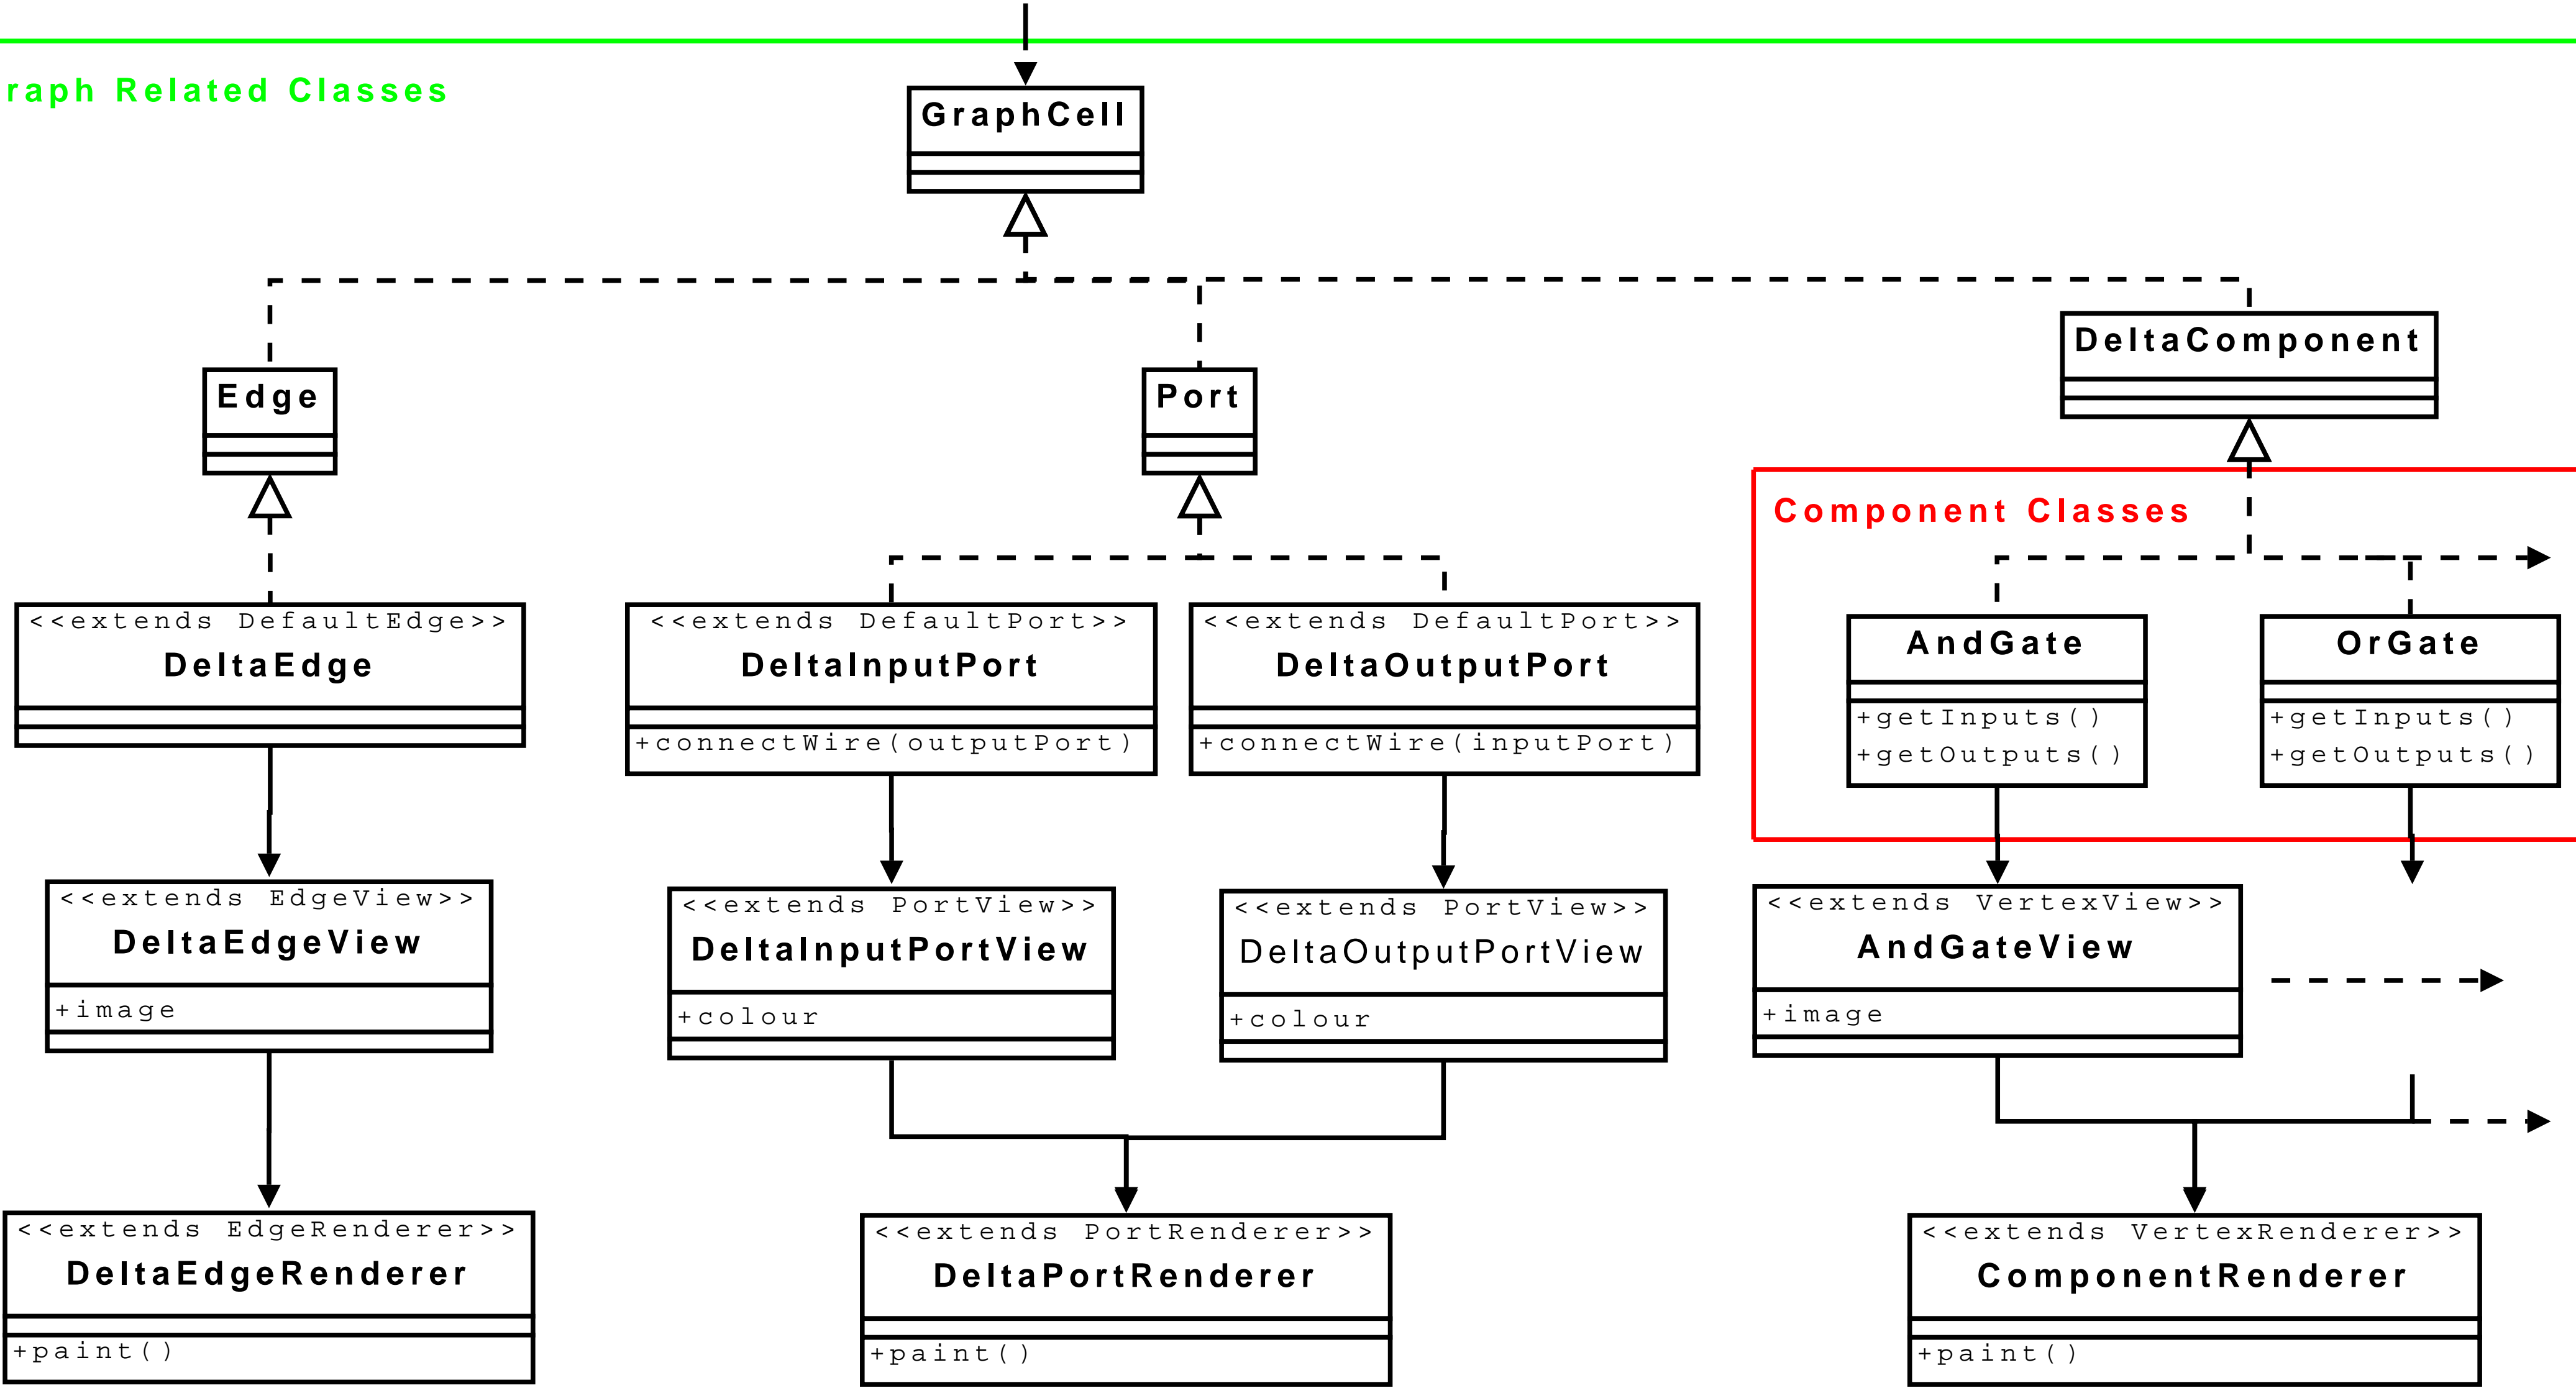 raph Related Classes
GraphCell
Edge
Port
DeltaComponent
Component Classes
<<extends DefaultEdge>>
DeltaEdge
<<extends DefaultPort>>
DeltaInputPort
+connectWire(outputPort)
<<extends DefaultPort>>
DeltaOutputPort
+connectWire(inputPort)
AndGate
+getInputs()
+getOutputs()
OrGate
+getInputs()
+getOutputs()
<<extends EdgeView>>
DeltaEdgeView
+image
<<extends PortView>>
DeltaInputPortView
+colour
<<extends PortView>>
DeltaOutputPortView
+colour
<<extends VertexView>>
AndGateView
+image
<<extends EdgeRenderer>>
DeltaEdgeRenderer
+paint()
<<extends PortRenderer>>
DeltaPortRenderer
+paint()
<<extends VertexRenderer>>
ComponentRenderer
+paint()